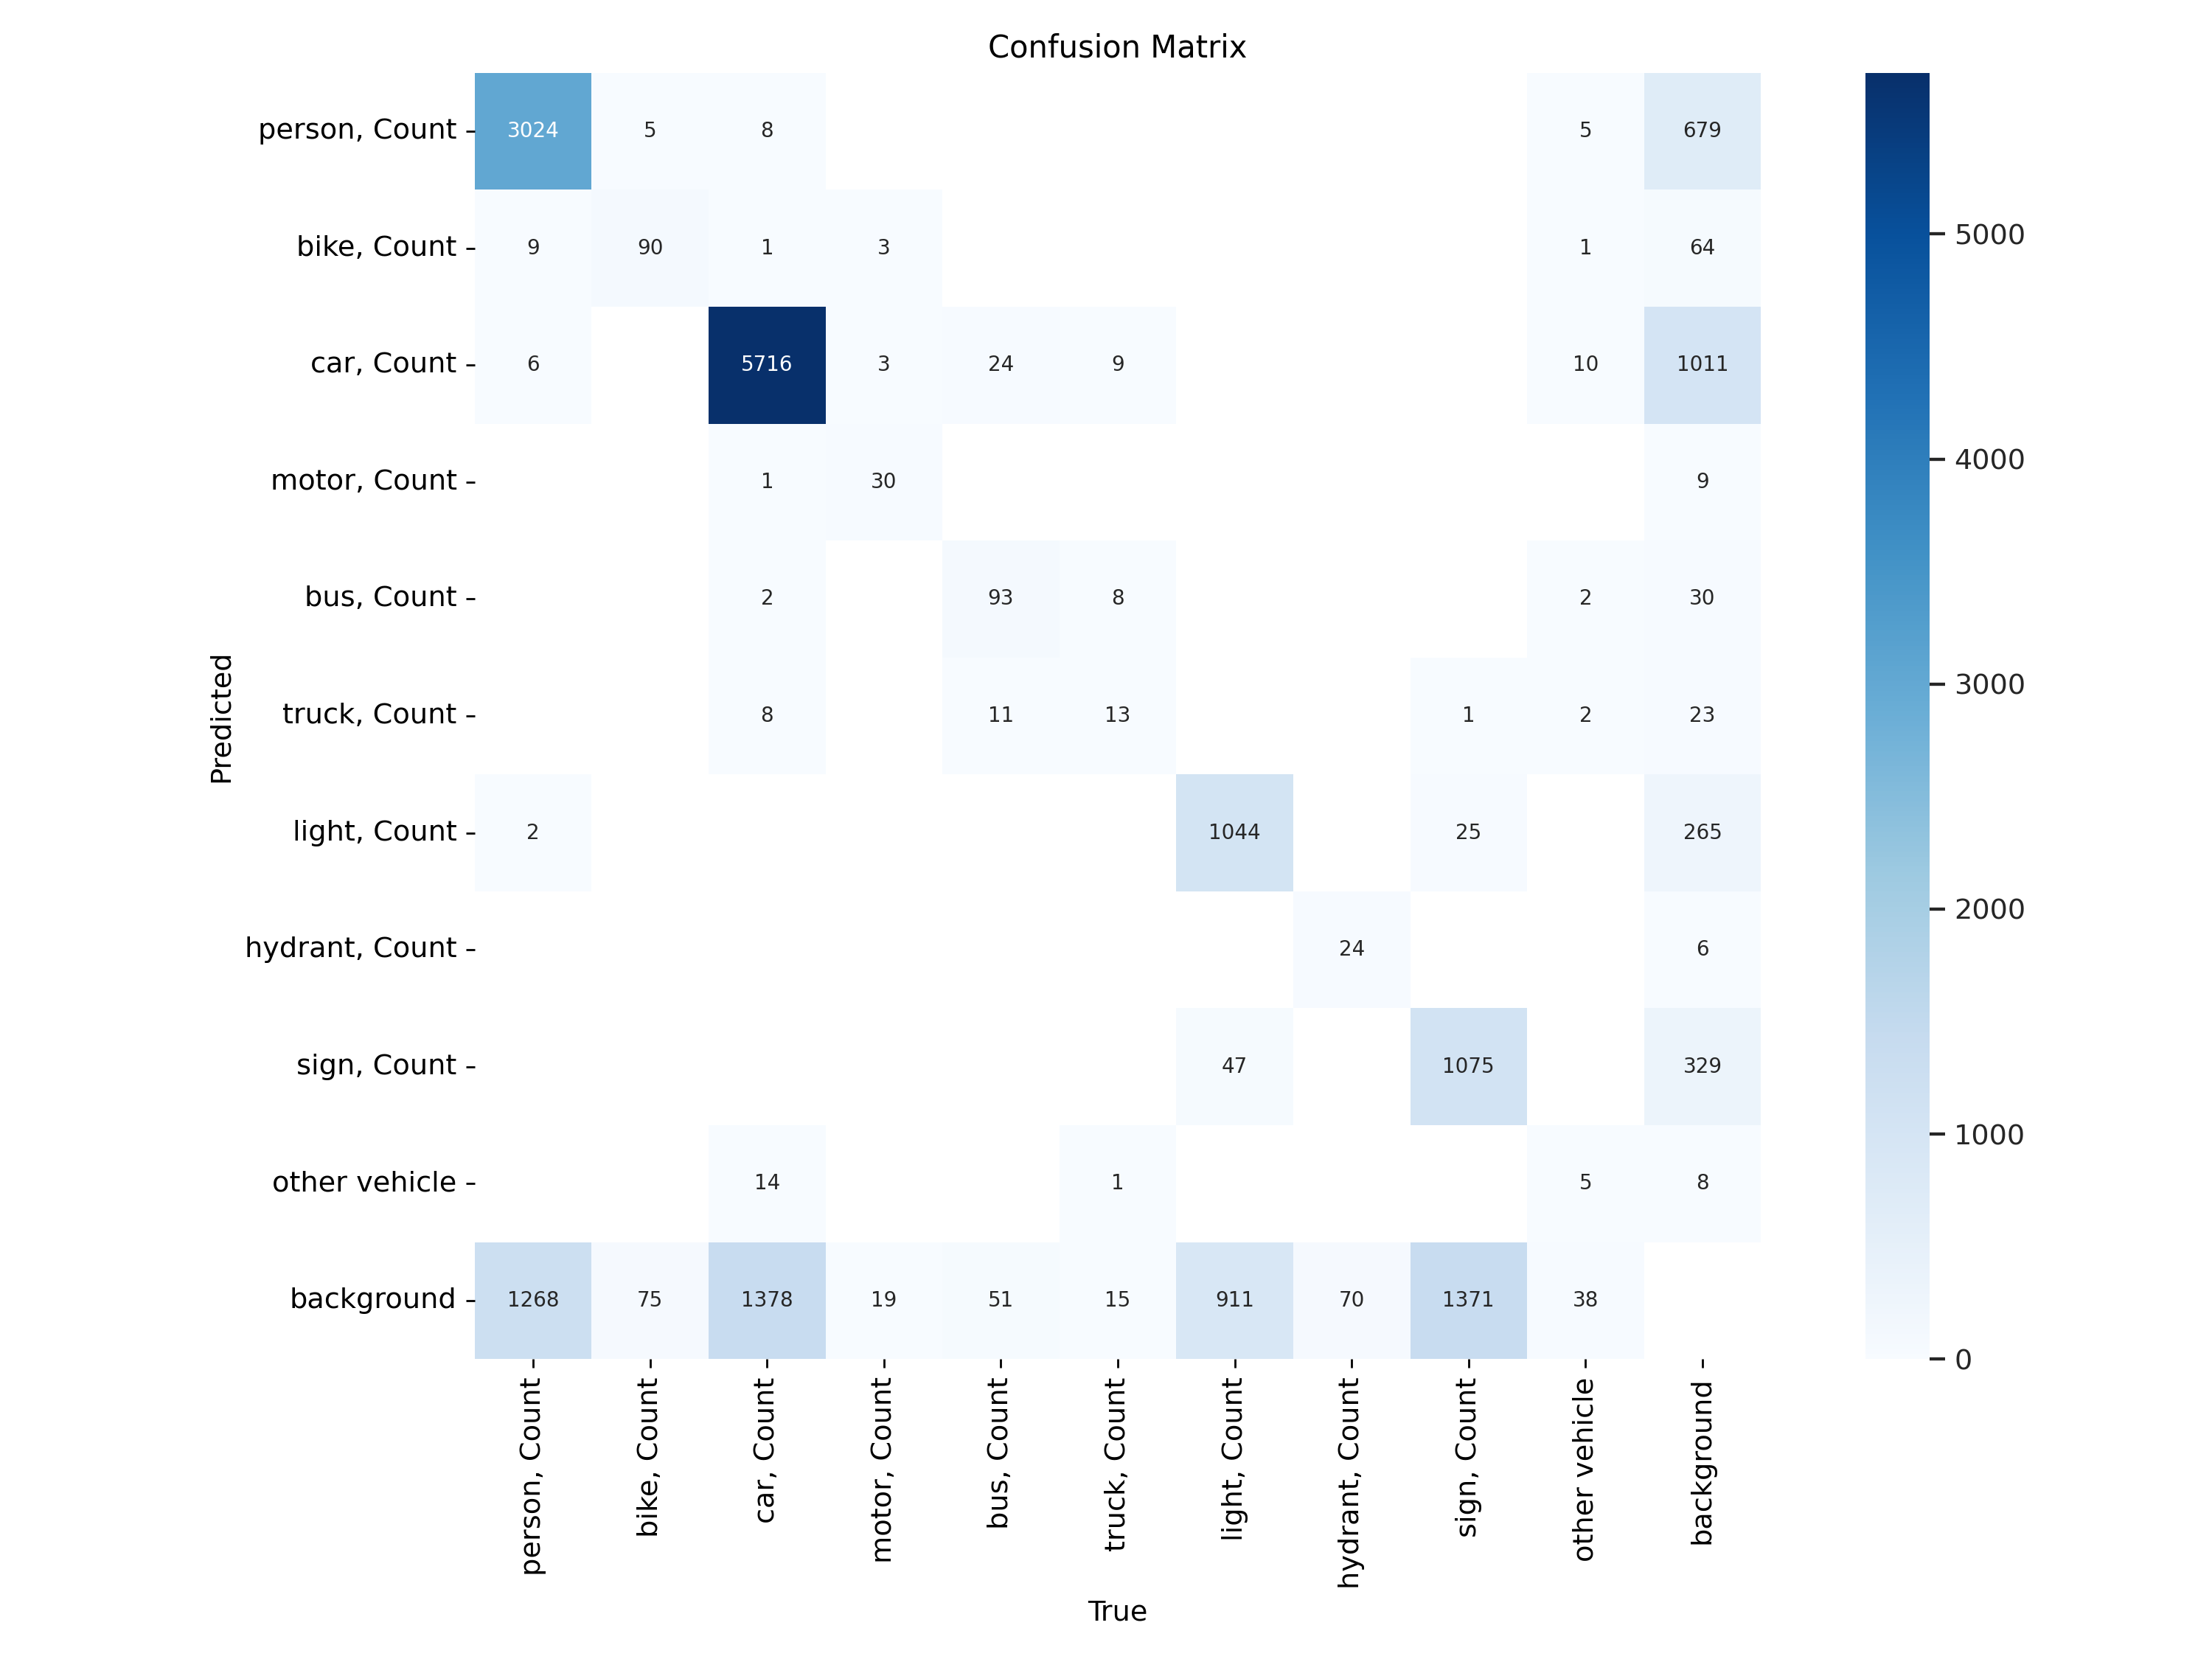 Confusion Matrix
person, Count 3024 5 8 5 679
bike, Count 9 90 1 3 1 64
5000
car, Count 6 5716 3 24 9 10 1011
4000
motor, Count 1 30 9
bus, Count 2 93 8 2 30
3000
Predicted
truck, Count 8 11 13 1 2 23
light, Count 2 1044 25 265
2000
hydrant, Count 24 6
sign, Count 47 1075 329
1000
other vehicle 14 1 5 8
background 1268 75 1378 19 51 15 911 70 1371 38
0
person, Count
bike, Count
car, Count
motor, Count
bus, Count
truck, Count
light, Count
hydrant, Count
sign, Count
other vehicle
background
True